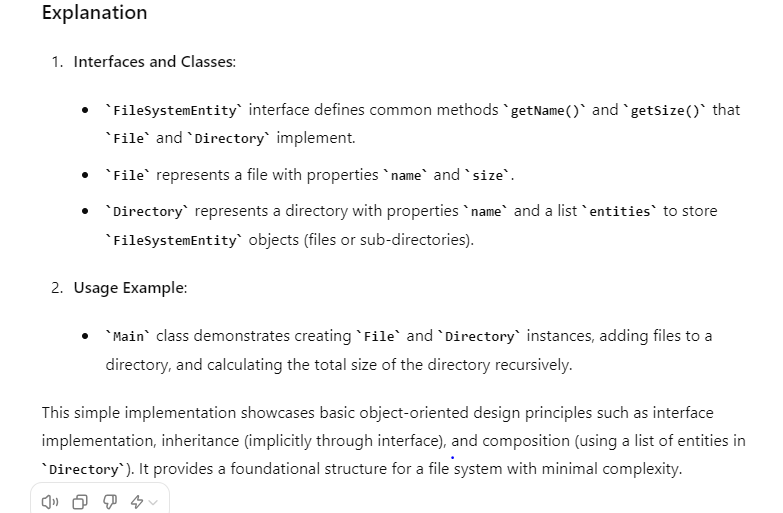 Explanation
1. Interfaces and Classes:
• `FileSystemEntity` interface defines common methods `getName()` and `getSize()` that
`File` and `Directory` implement.
• `File` represents a file with properties `name` and `size`.
• `Directory` represents a directory with properties `name` and a list `entities` to store
`FileSystemEntity` objects (files or sub-directories).
2. Usage Example:
• `Main` class demonstrates creating `File` and `Directory` instances, adding files to a
directory, and calculating the total size of the directory recursively.
This simple implementation showcases basic object-oriented design principles such as interface
implementation, inheritance (implicitly through interface), and composition (using a list of entities in
`Directory`). It provides a foundational structure for a file system with minimal complexity.